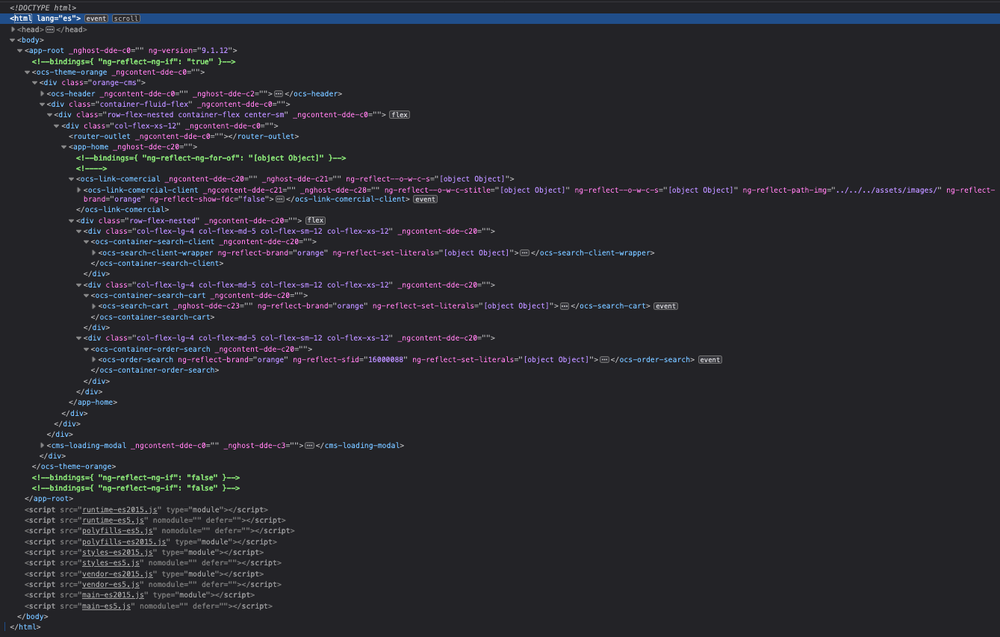 <!DOCTYPE html>
<html lang="es"> event scroll
<head> ⋯ </head>
<body>
<app-root _nghost-dde-c0="" ng-version="9.1.12">
<!--bindings={ "ng-reflect-ng-if": "true" }-->
<ocs-theme-orange _ngcontent-dde-c0="">
<div class="orange-cms">
<ocs-header _ngcontent-dde-c0="" _nghost-dde-c2=""> ⋯ </ocs-header>
<div class="container-fluid-flex" _ngcontent-dde-c0="">
<div class="row-flex-nested container-flex center-sm" _ngcontent-dde-c0=""> flex
<div class="col-flex-xs-12" _ngcontent-dde-c0="">
<router-outlet _ngcontent-dde-c0=""></router-outlet>
<app-home _nghost-dde-c20="">
<!--bindings={ "ng-reflect-ng-for-of": "[object Object]" }-->
<!---->
<ocs-link-comercial _ngcontent-dde-c20="" _nghost-dde-c21="" ng-reflect--o-w-c-s="[object Object]">
<ocs-link-comercial-client _ngcontent-dde-c21="" _nghost-dde-c28="" ng-reflect--o-w-c-stitle="[object Object]" ng-reflect--o-w-c-s="[object Object]" ng-reflect-path-img="../../../assets/images/" ng-reflect-
brand="orange" ng-reflect-show-fdc="false"> ⋯ </ocs-link-comercial-client> event
</ocs-link-comercial>
<div class="row-flex-nested" _ngcontent-dde-c20=""> flex
<div class="col-flex-lg-4 col-flex-md-5 col-flex-sm-12 col-flex-xs-12" _ngcontent-dde-c20="">
<ocs-container-search-client _ngcontent-dde-c20="">
<ocs-search-client-wrapper ng-reflect-brand="orange" ng-reflect-set-literals="[object Object]"> ⋯ </ocs-search-client-wrapper>
</ocs-container-search-client>
</div>
<div class="col-flex-lg-4 col-flex-md-5 col-flex-sm-12 col-flex-xs-12" _ngcontent-dde-c20="">
<ocs-container-search-cart _ngcontent-dde-c20="">
<ocs-search-cart _nghost-dde-c23="" ng-reflect-brand="orange" ng-reflect-set-literals="[object Object]"> ⋯ </ocs-search-cart> event
</ocs-container-search-cart>
</div>
<div class="col-flex-lg-4 col-flex-md-5 col-flex-sm-12 col-flex-xs-12" _ngcontent-dde-c20="">
<ocs-container-order-search _ngcontent-dde-c20="">
<ocs-order-search ng-reflect-brand="orange" ng-reflect-sfid="16000088" ng-reflect-set-literals="[object Object]"> ⋯ </ocs-order-search> event
</ocs-container-order-search>
</div>
</div>
</app-home>
</div>
</div>
</div>
<cms-loading-modal _ngcontent-dde-c0="" _nghost-dde-c3=""> ⋯ </cms-loading-modal>
</div>
</ocs-theme-orange>
<!--bindings={ "ng-reflect-ng-if": "false" }-->
<!--bindings={ "ng-reflect-ng-if": "false" }-->
</app-root>
<script src="runtime-es2015.js" type="module"></script>
<script src="runtime-es5.js" nomodule="" defer=""></script>
<script src="polyfills-es5.js" nomodule="" defer=""></script>
<script src="polyfills-es2015.js" type="module"></script>
<script src="styles-es2015.js" type="module"></script>
<script src="styles-es5.js" nomodule="" defer=""></script>
<script src="vendor-es2015.js" type="module"></script>
<script src="vendor-es5.js" nomodule="" defer=""></script>
<script src="main-es2015.js" type="module"></script>
<script src="main-es5.js" nomodule="" defer=""></script>
</body>
</html>